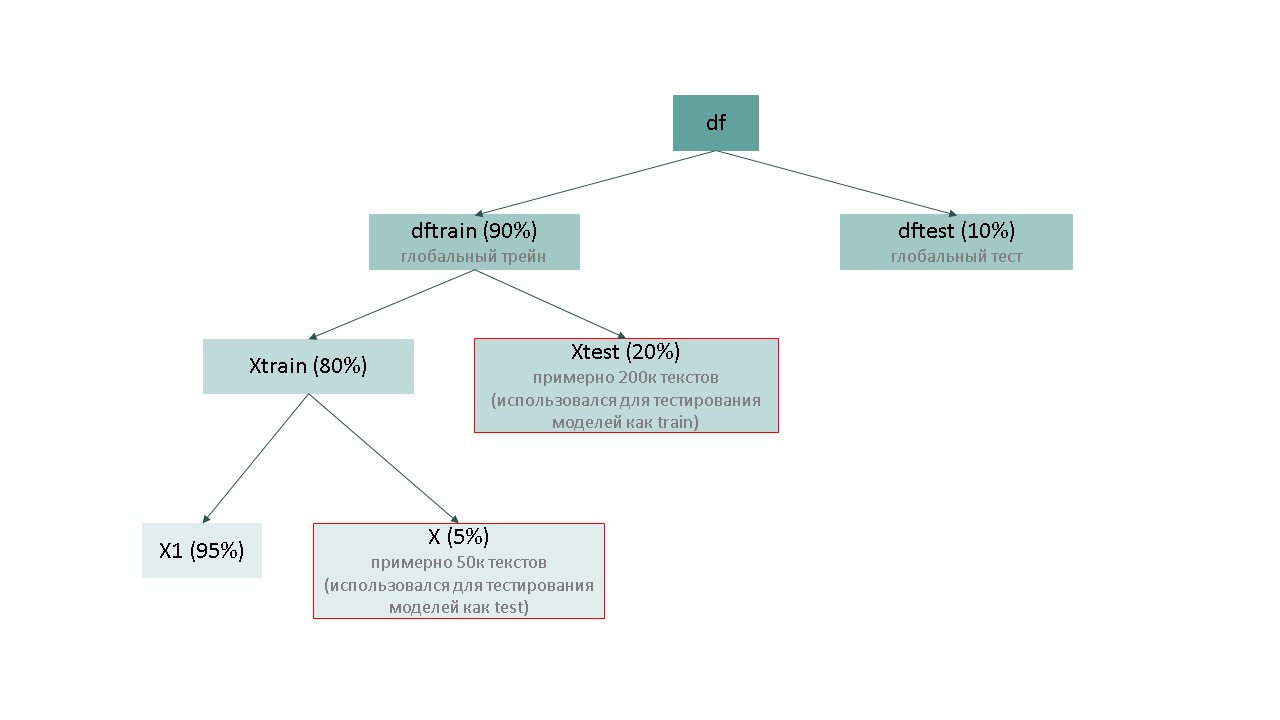 df
dftrain (90%)
глобальный трейн
dftest (10%)
глобальный тест
Xtrain (80%)
Xtest (20%)
примерно 200к текстов
(использовался для тестирования
моделей как train)
X1 (95%)
X (5%)
примерно 50к текстов
(использовался для тестирования
моделей как test)